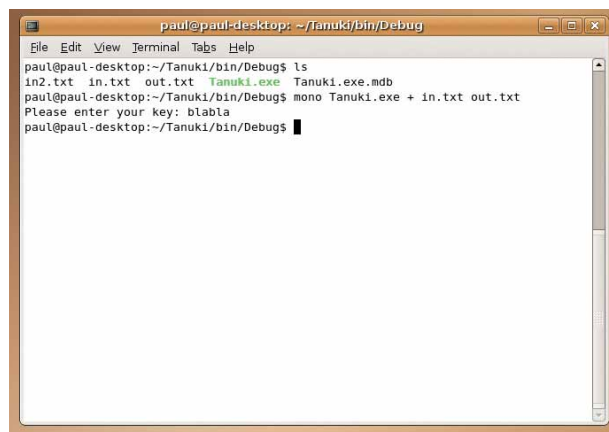 paul@paul-desktop: ~/Tanuki/bin/Debug
File Edit View Terminal Tabs Help
paul@paul-desktop:~/Tanuki/bin/Debug$ ls
in2.txt in.txt out.txt Tanuki.exe Tanuki.exe.mdb
paul@paul-desktop:~/Tanuki/bin/Debug$ mono Tanuki.exe + in.txt out.txt
Please enter your key: blabla
paul@paul-desktop:~/Tanuki/bin/Debug$